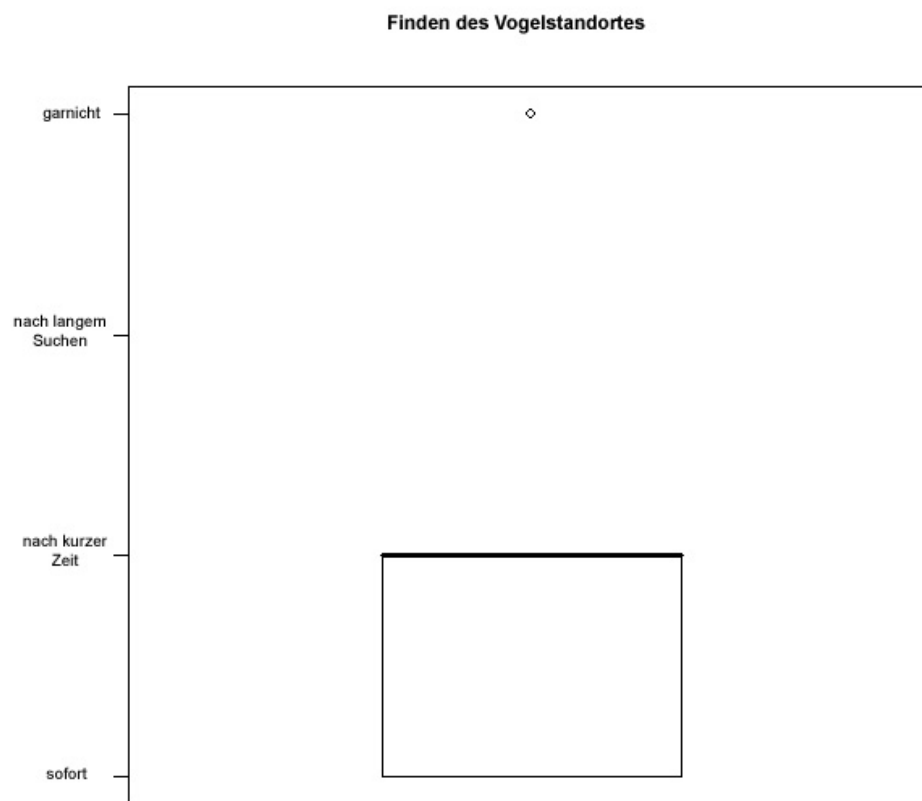 Finden des Vogelstandortes
garnicht
nach langem
Suchen
nach kurzer
Zeit
sofort